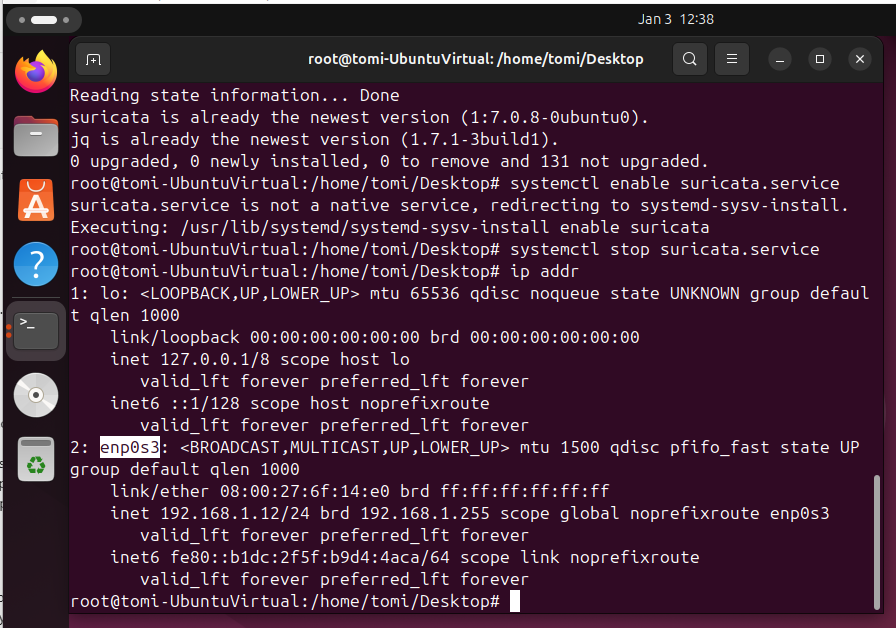 Jan 3 12:38
root@tomi-UbuntuVirtual: /home/tomi/Desktop
Reading state information... Done
suricata is already the newest version (1:7.0.8-0ubuntu0).
jq is already the newest version (1.7.1-3build1).
0 upgraded, 0 newly installed, 0 to remove and 131 not upgraded.
root@tomi-UbuntuVirtual:/home/tomi/Desktop# systemctl enable suricata.service
suricata.service is not a native service, redirecting to systemd-sysv-install.
Executing: /usr/lib/systemd/systemd-sysv-install enable suricata
root@tomi-UbuntuVirtual:/home/tomi/Desktop# systemctl stop suricata.service
root@tomi-UbuntuVirtual:/home/tomi/Desktop# ip addr
1: lo: <LOOPBACK,UP,LOWER_UP> mtu 65536 qdisc noqueue state UNKNOWN group defaul
t qlen 1000
    link/loopback 00:00:00:00:00:00 brd 00:00:00:00:00:00
    inet 127.0.0.1/8 scope host lo
       valid_lft forever preferred_lft forever
    inet6 ::1/128 scope host noprefixroute
       valid_lft forever preferred_lft forever
2: enp0s3: <BROADCAST,MULTICAST,UP,LOWER_UP> mtu 1500 qdisc pfifo_fast state UP
group default qlen 1000
    link/ether 08:00:27:6f:14:e0 brd ff:ff:ff:ff:ff:ff
    inet 192.168.1.12/24 brd 192.168.1.255 scope global noprefixroute enp0s3
       valid_lft forever preferred_lft forever
    inet6 fe80::b1dc:2f5f:b9d4:4aca/64 scope link noprefixroute
       valid_lft forever preferred_lft forever
root@tomi-UbuntuVirtual:/home/tomi/Desktop#